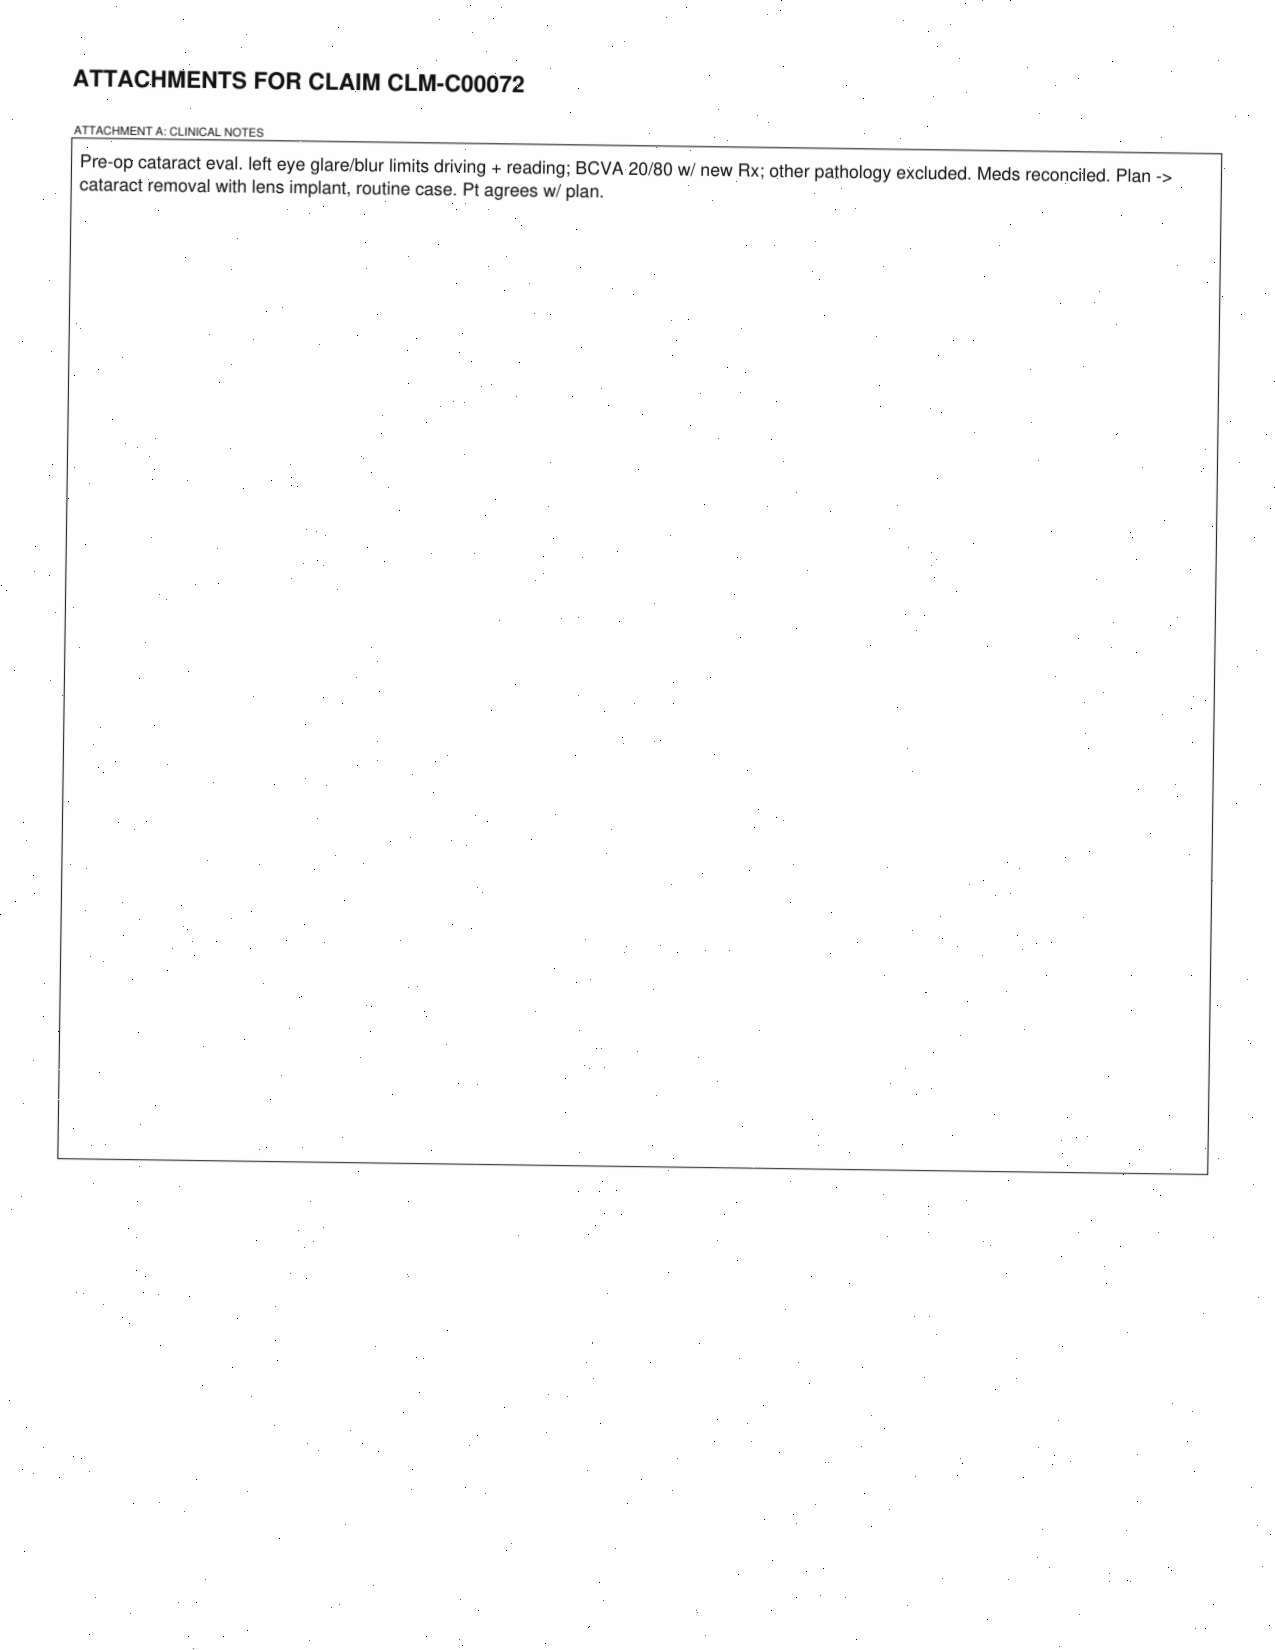 ATTACHMENTS FOR CLAIM CLM-C00072
ATTACHMENT A: CLINICAL NOTES
Pre-op cataract eval. left eye glare/blur limits driving + reading; BCVA 20/80 w/ new Rx; other pathology excluded. Meds reconciled. Plan ->
cataract removal with lens implant, routine case. Pt agrees w/ plan.